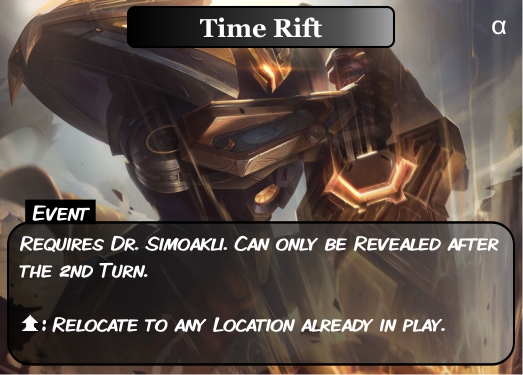 Time Rift
α
Event
Requires Dr. Simoakli. Can only be Revealed after
the 2nd Turn.
: Relocate to any Location already in play.